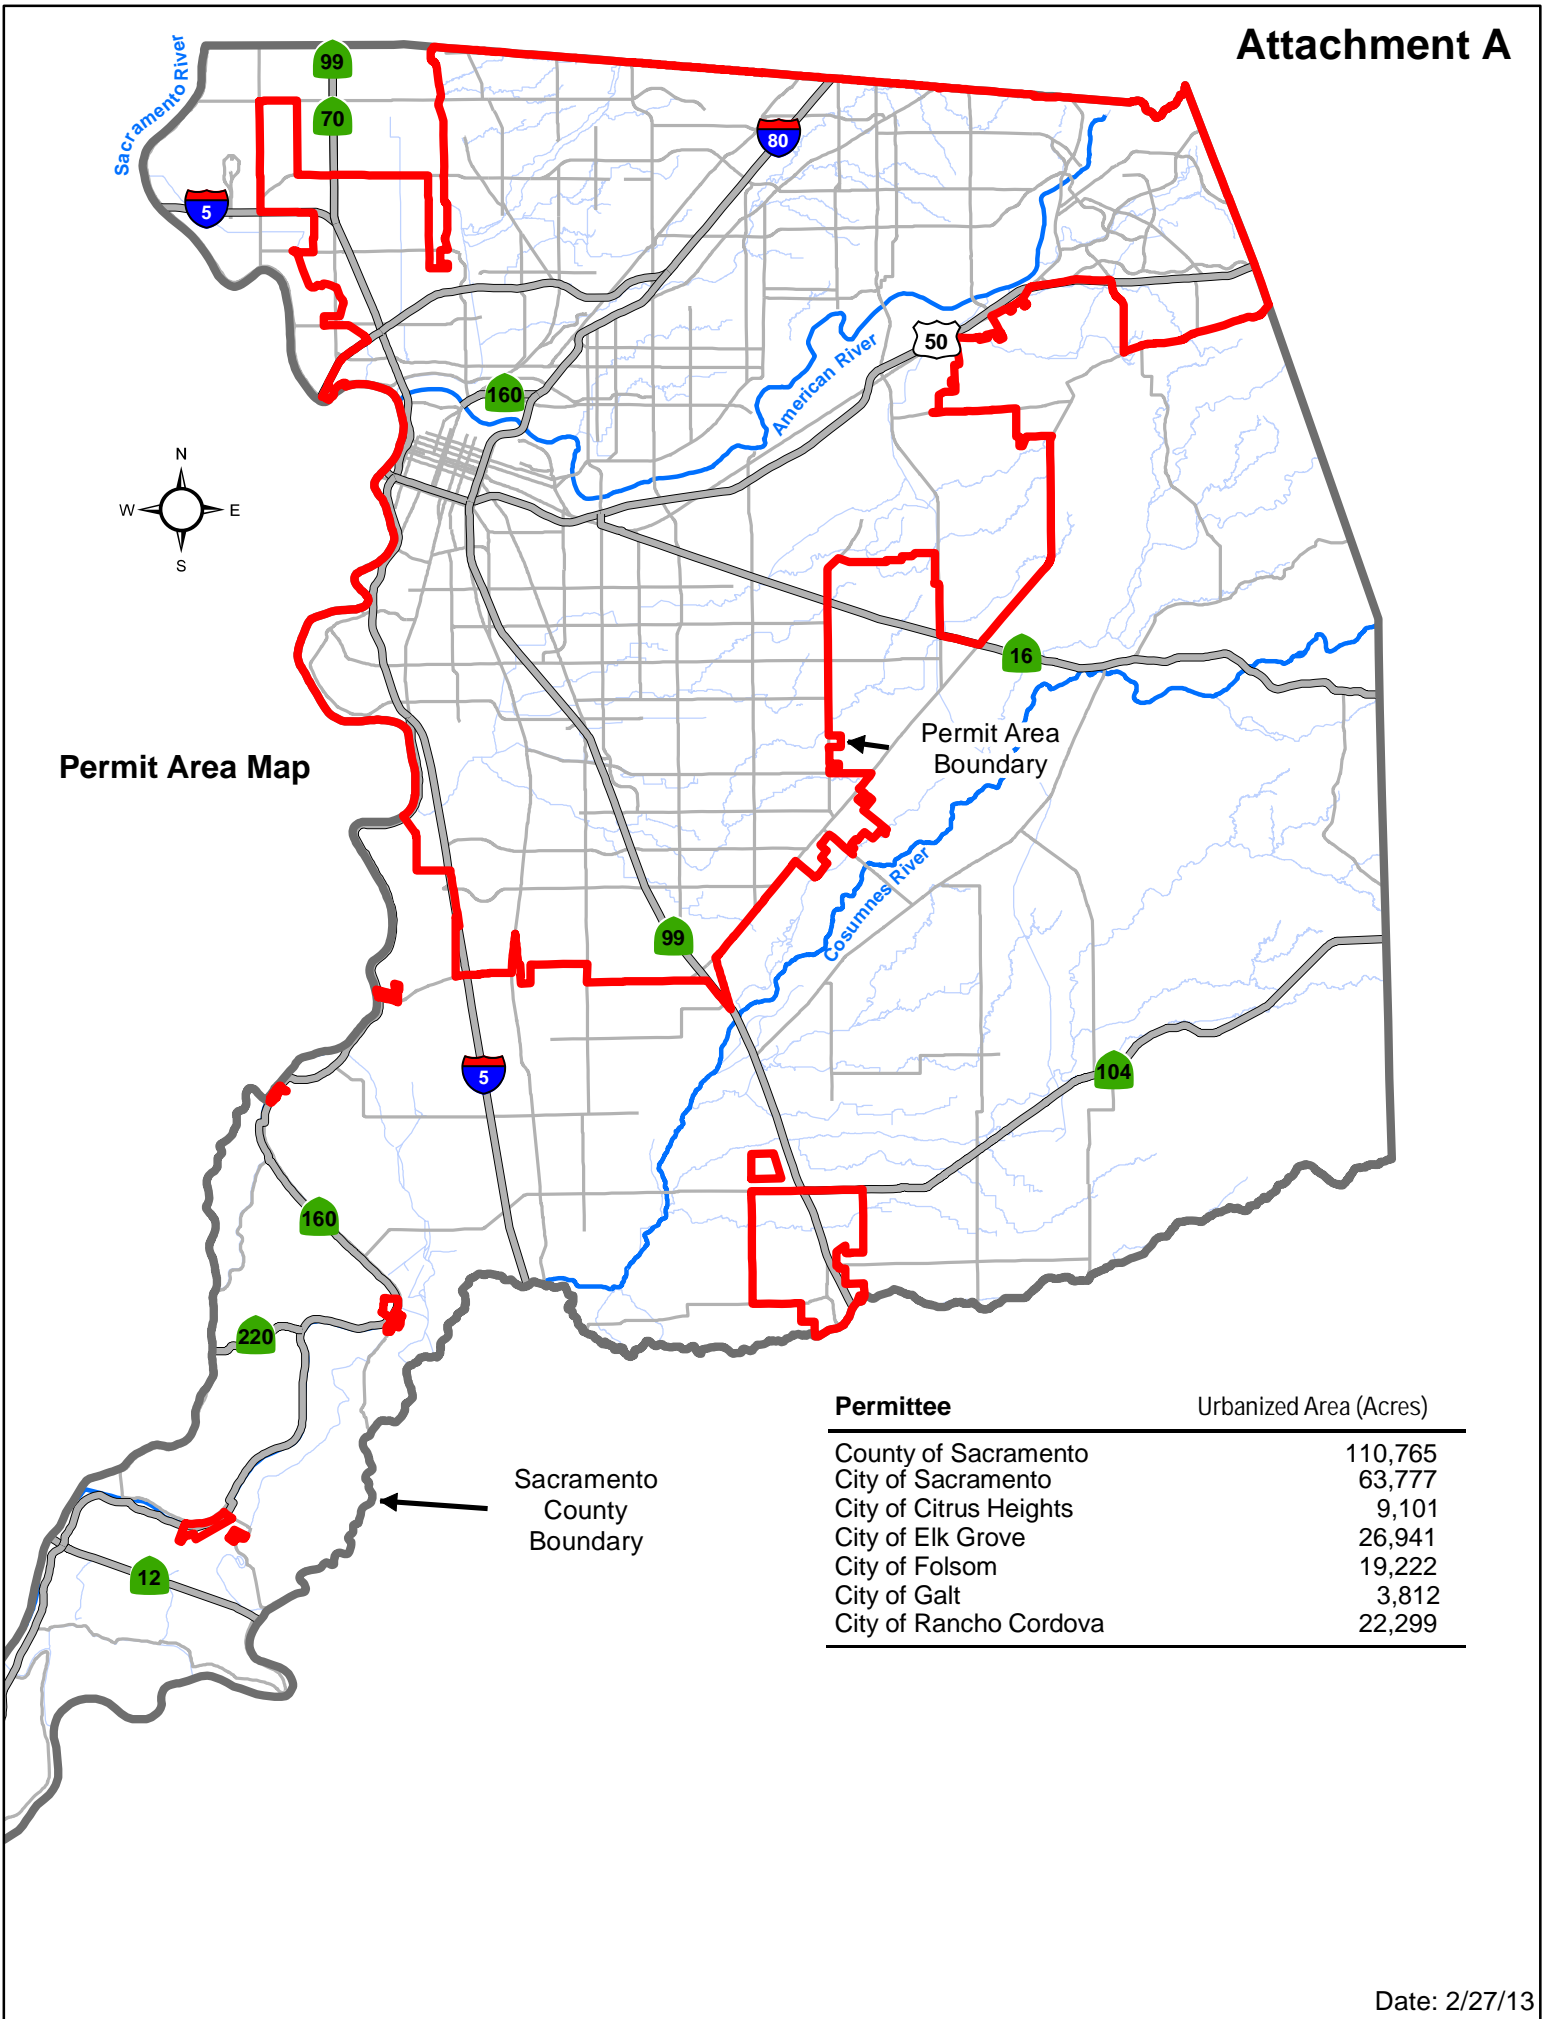 Attachment A
Sacramento River
99
70
80
5
50
American River
160
N
W E
S
16
Permit Area
Boundary
Permit Area Map
Cosumnes River
99
5
104
160
220
Permittee Urbanized Area (Acres)
County of Sacramento 110,765
City of Sacramento 63,777
City of Citrus Heights 9,101
City of Elk Grove 26,941
City of Folsom 19,222
City of Galt 3,812
City of Rancho Cordova 22,299
Sacramento
County
Boundary
12
Date: 2/27/13